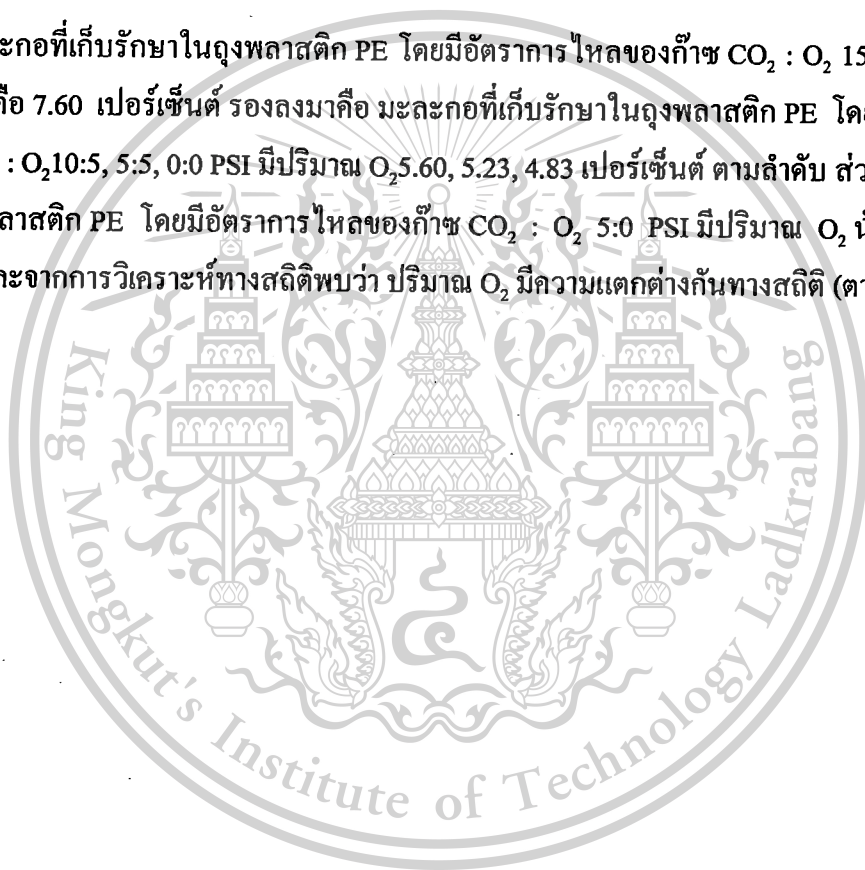 ะกอที่เก็บรักษาในถุงพลาสติก PE โดยมีอัตราการไหลของก๊าซ CO₂ : O₂ 15
คือ 7.60 เปอร์เซ็นต์ รองลงมาคือ มะละกอที่เก็บรักษาในถุงพลาสติก PE โดย
: O₂10:5, 5:5, 0:0 PSI มีปริมาณ O₂5.60, 5.23, 4.83 เปอร์เซ็นต์ ตามลำดับ ส่ว
ลาสติก PE โดยมีอัตราการไหลของก๊าซ CO₂ : O₂ 5:0 PSI มีปริมาณ O₂ น้
ละจากการวิเคราะห์ทางสถิติพบว่า ปริมาณ O₂ มีความแตกต่างกันทางสถิติ (ตา
King Mongkut's Institute of Technology Ladkrabang